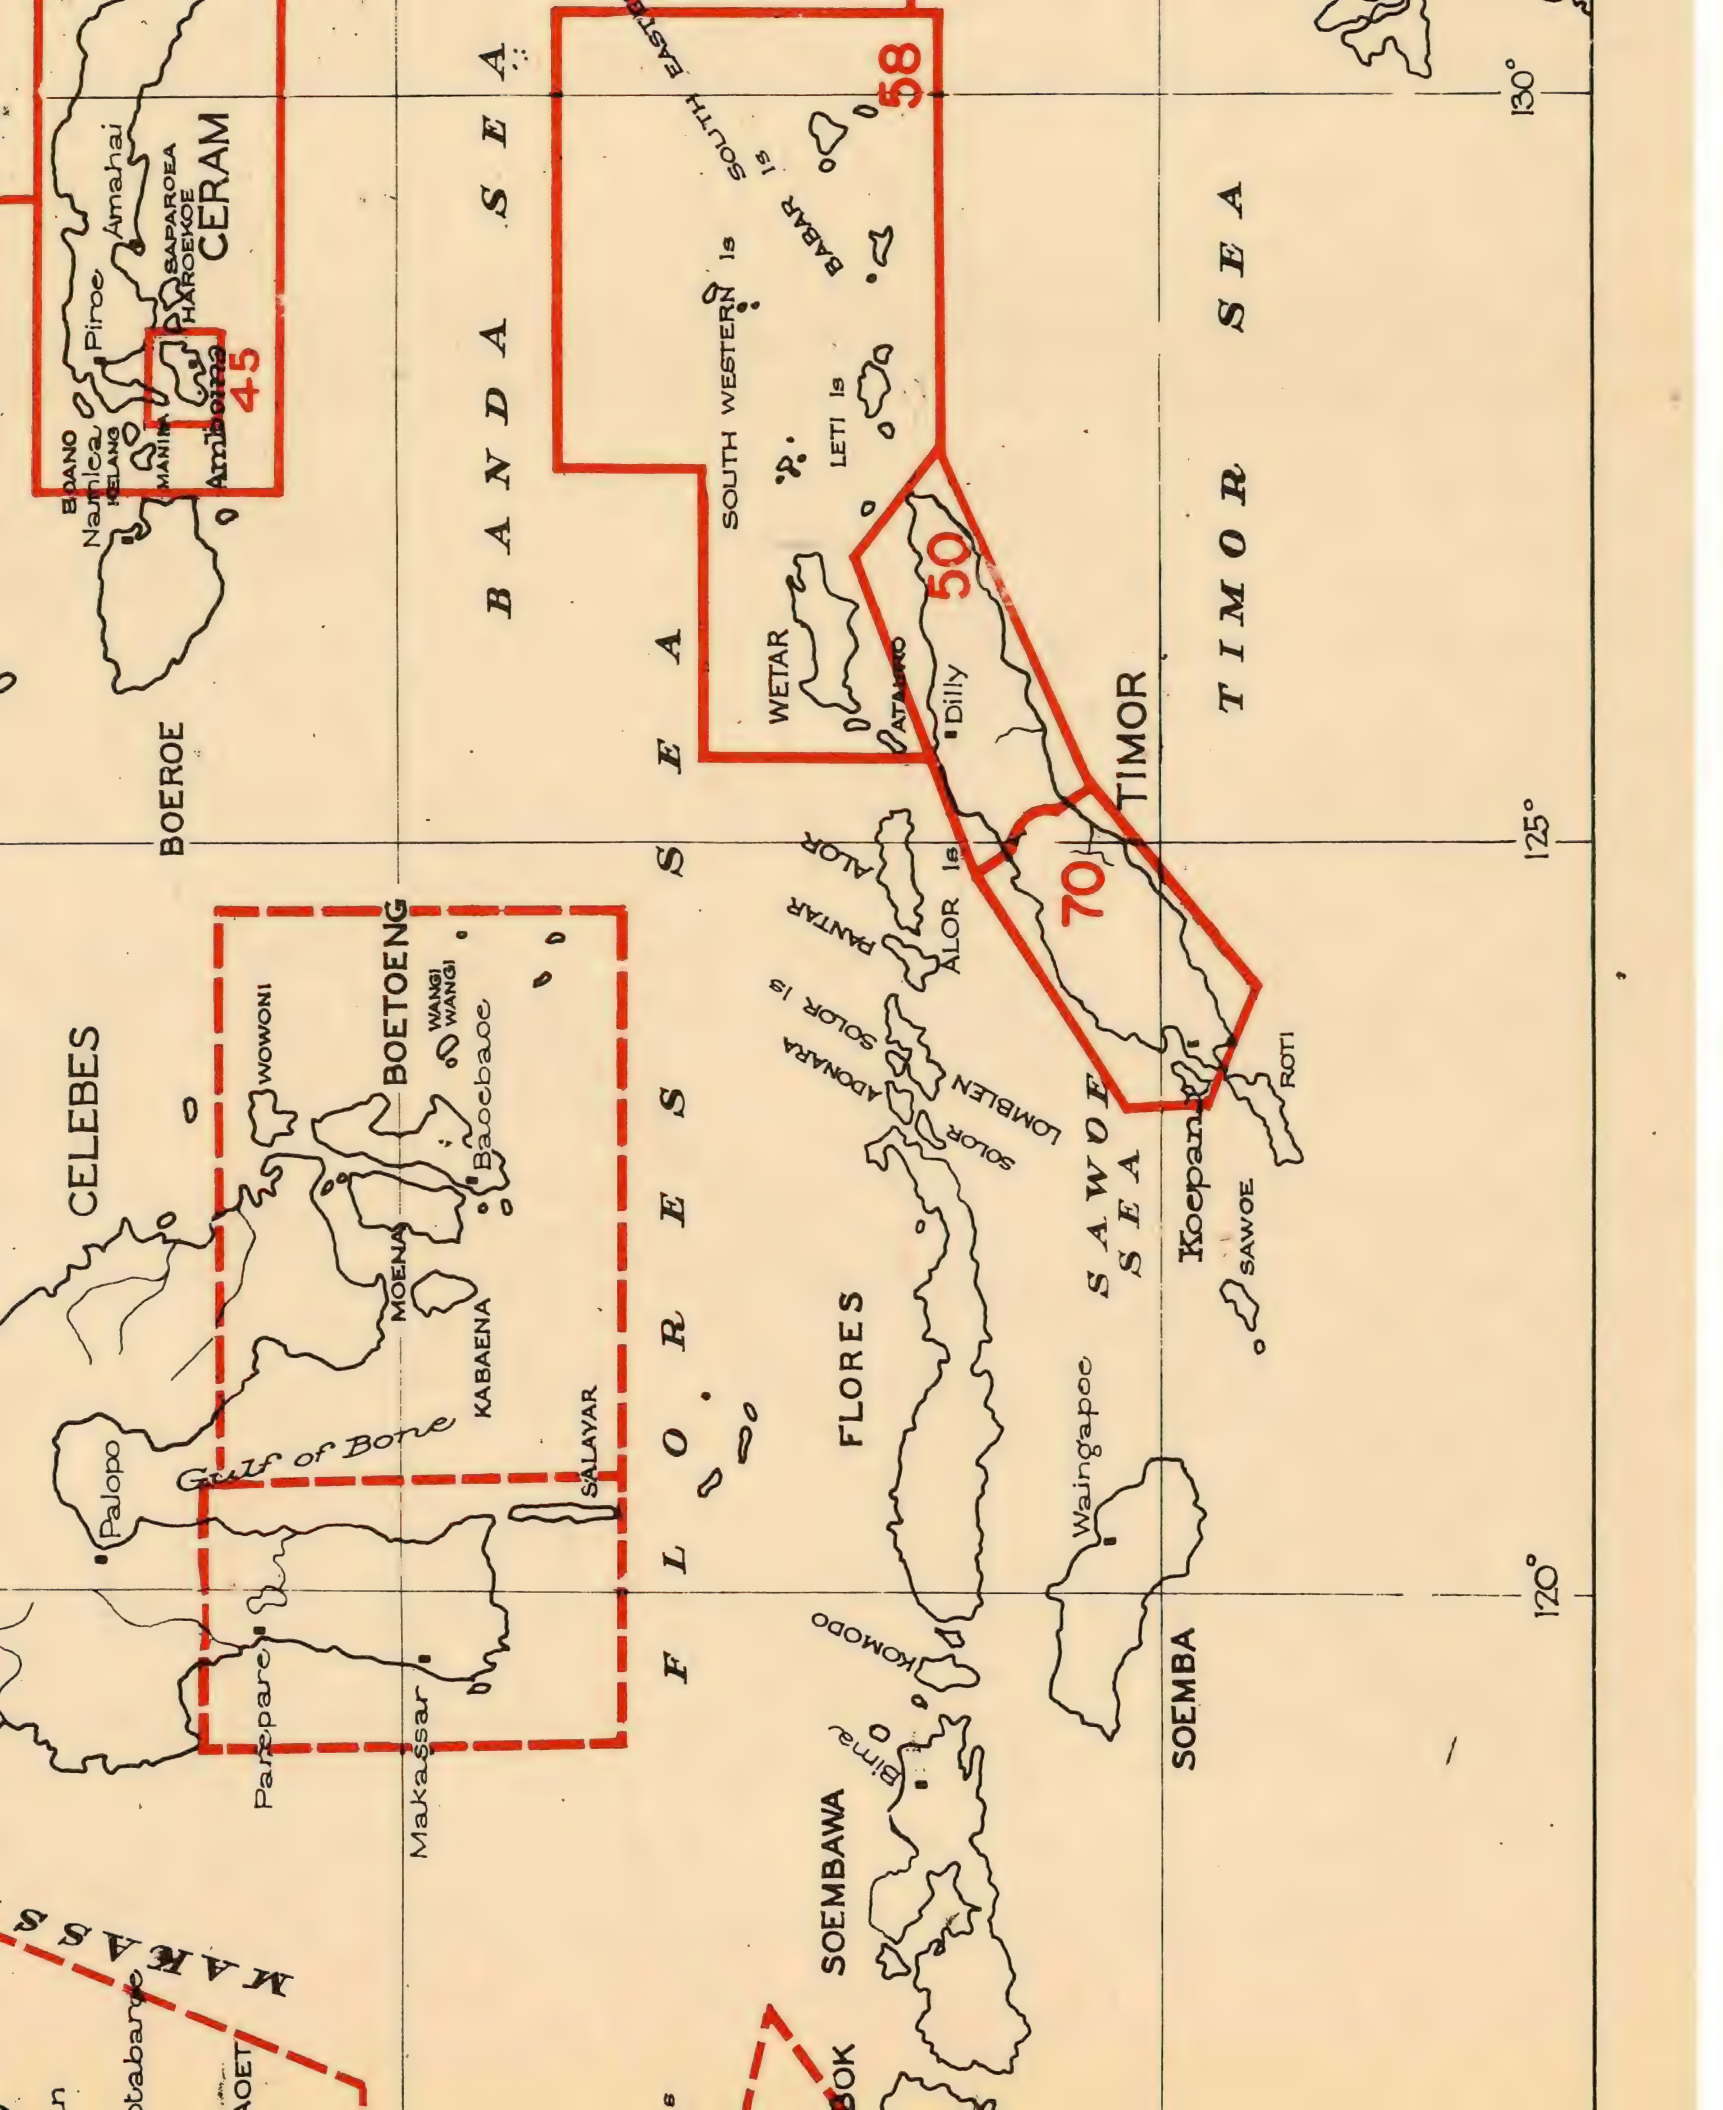 CELEBES
BOEROE
BOANO
Namlea
KELANG
Piroe
Amahai
MANIPA
Amboina
SAPAROEA
HAROEKOE
CERAM
45
Palopo
Gulf of Bone
WOWONI
BOETOENG
WANGI
WANGI
Baoebaoe
MOENA
KABAENA
SALAYAR
Parepare
Makassar
BANDA SEA
FLORES SEA
SOUTH EAST
SOUTH WESTERN Is
Is
BABAR
58
LETI Is
WETAR
50
Dilly
TIMOR
TIMOR SEA
ALOR
PANTAR
ALOR Is
SOLOR Is
ADONARA
LOMBLEN
SOLOR
70
SAWOE
SEA
Koepang
ROTI
SAWOE
FLORES
Waingapoe
SOEMBA
KOMODO
Bima
SOEMBAWA
MAKASS
130°
125°
120°